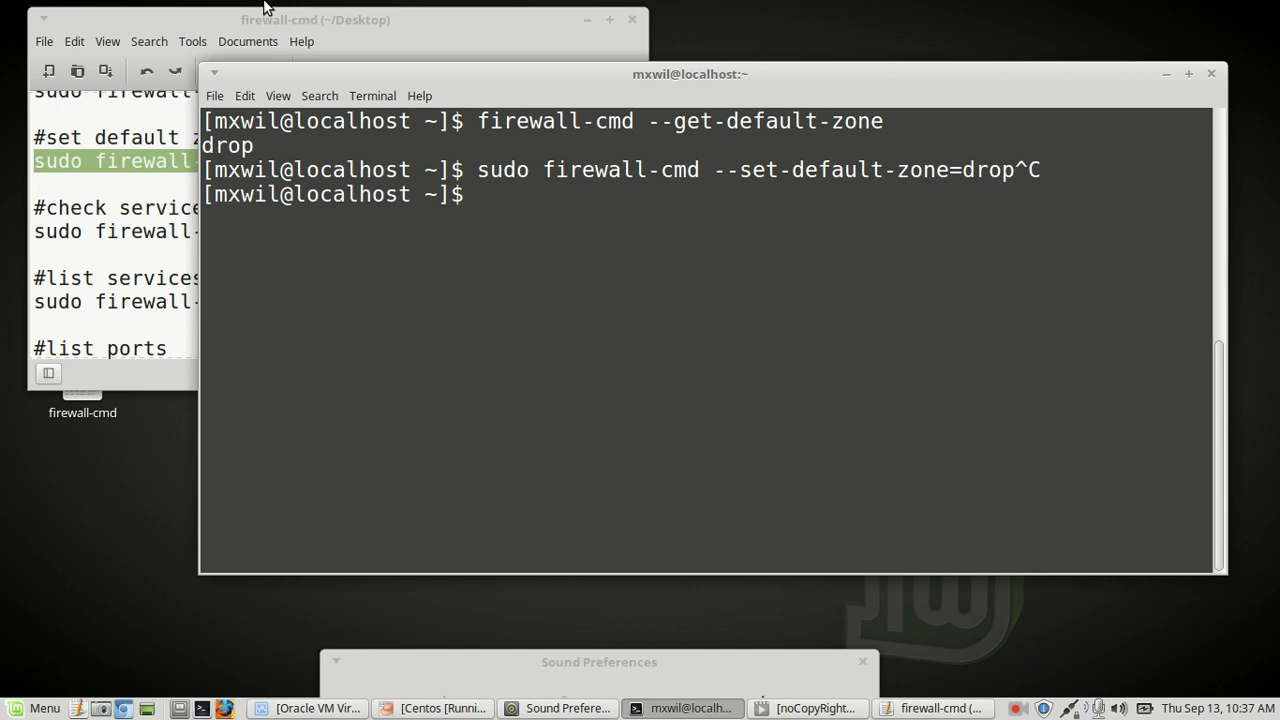 firewall-cmd (~/Desktop)
File Edit View Search Tools Documents Help
sudo firewall-
#set default z
sudo firewall-
#check service
sudo firewall-
#list services
sudo firewall-
#list ports
firewall-cmd
mxwil@localhost:~
File Edit View Search Terminal Help
[mxwil@localhost ~]$ firewall-cmd --get-default-zone
drop
[mxwil@localhost ~]$ sudo firewall-cmd --set-default-zone=drop^C
[mxwil@localhost ~]$
Sound Preferences
Menu [Oracle VM Vir... [Centos [Runni... Sound Prefere... mxwil@localh... [noCopyRight... firewall-cmd (... Thu Sep 13, 10:37 AM